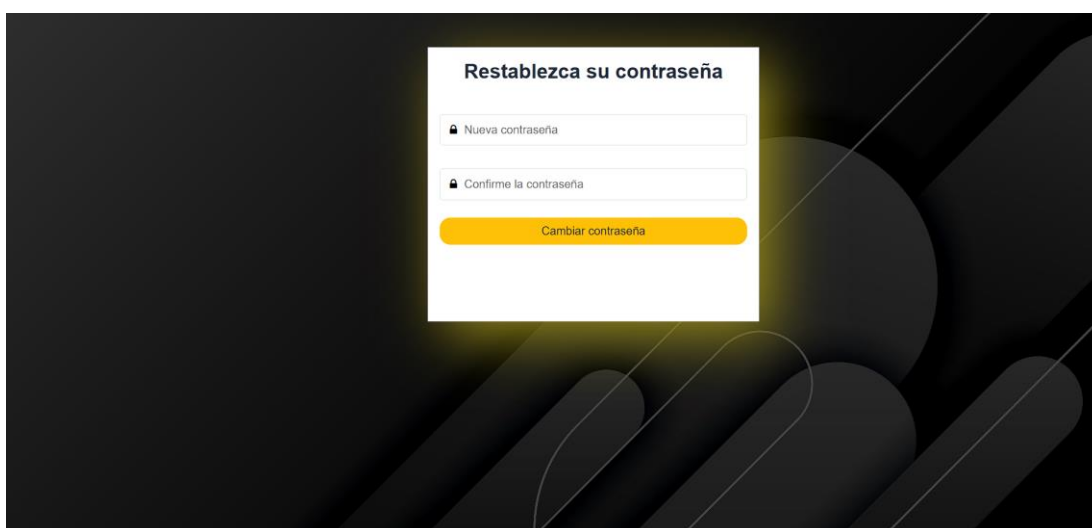 Restablezca su contraseña
Nueva contraseña
Confirme la contraseña
Cambiar contraseña